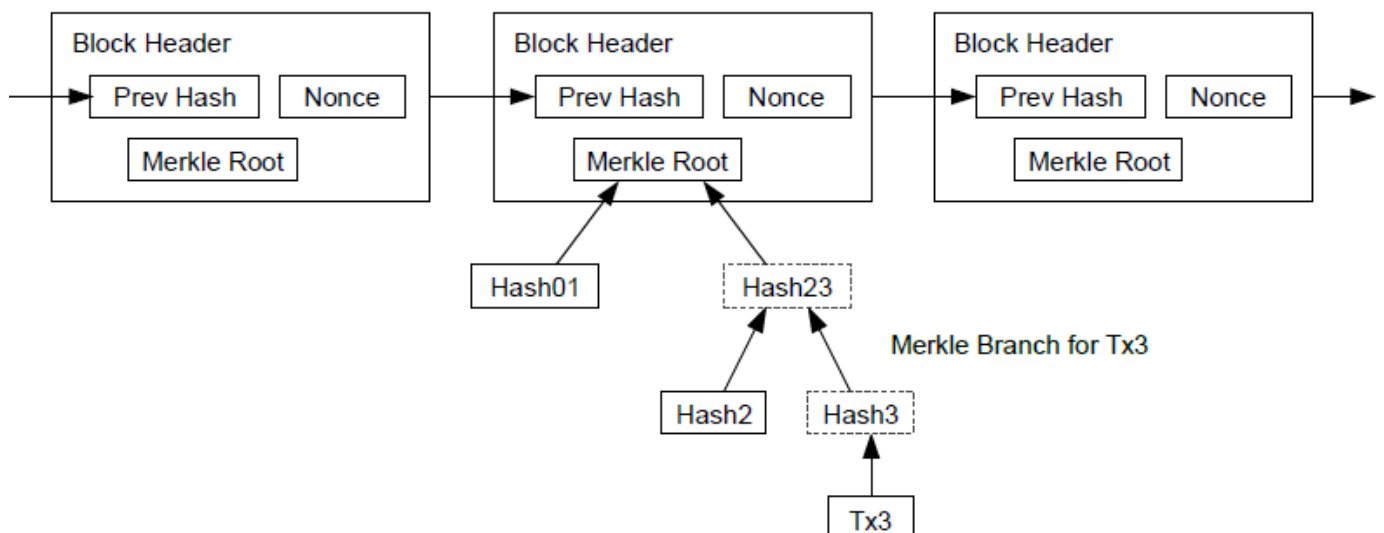 Block Header
Block Header
Block Header
Prev Hash
Nonce
Prev Hash
Nonce
Prev Hash
Nonce
Merkle Root
Merkle Root
Merkle Root
Hash01
Hash23
Merkle Branch for Tx3
Hash2
Hash3
Tx3